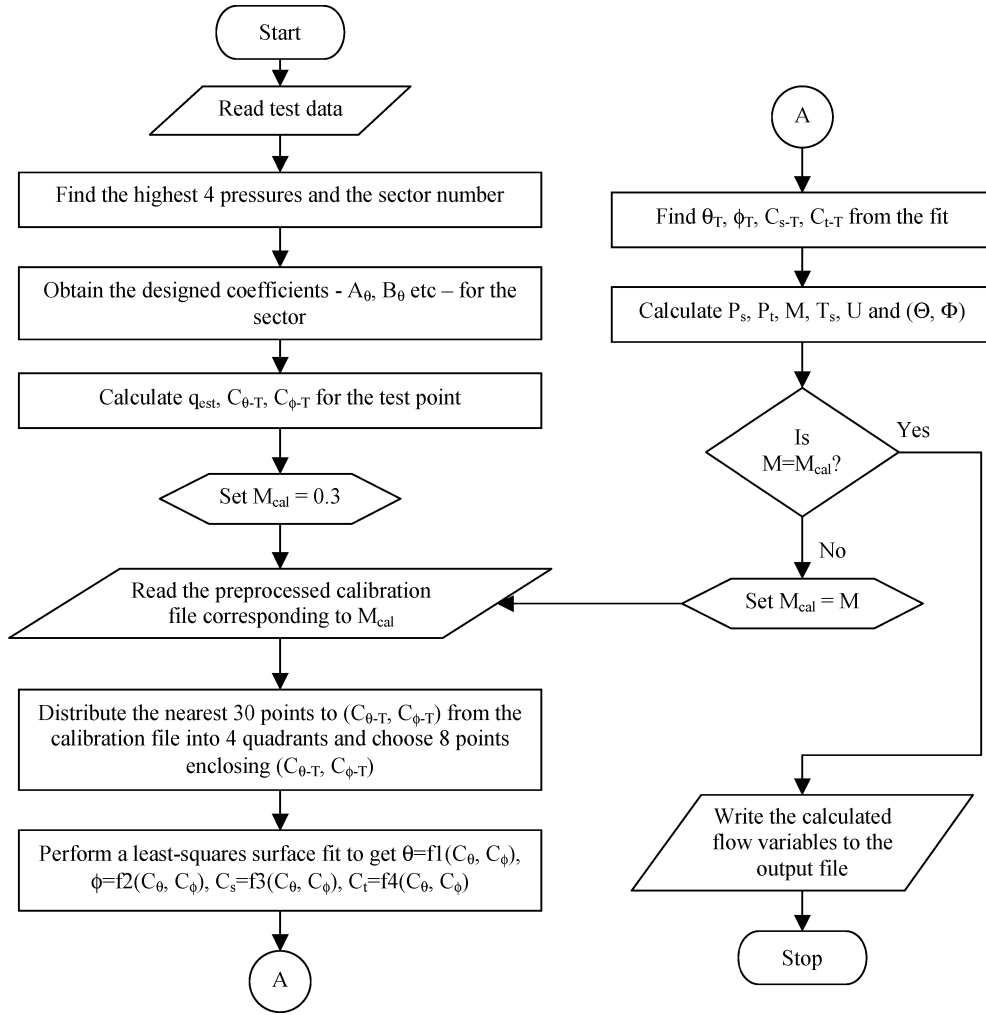 Start
Read test data
Find the highest 4 pressures and the sector number
Obtain the designed coefficients - Aθ, Bθ etc – for the
sector
Calculate qest, Cθ-T, Cϕ-T for the test point
Set Mcal = 0.3
Read the preprocessed calibration
file corresponding to Mcal
Distribute the nearest 30 points to (Cθ-T, Cϕ-T) from the
calibration file into 4 quadrants and choose 8 points
enclosing (Cθ-T, Cϕ-T)
Perform a least-squares surface fit to get θ=f1(Cθ, Cϕ),
ϕ=f2(Cθ, Cϕ), Cs=f3(Cθ, Cϕ), Ct=f4(Cθ, Cϕ)
A
A
Find θT, ϕT, Cs-T, Ct-T from the fit
Calculate Ps, Pt, M, Ts, U and (Θ, Φ)
Is
M=Mcal?
Yes
No
Set Mcal = M
Write the calculated
flow variables to the
output file
Stop